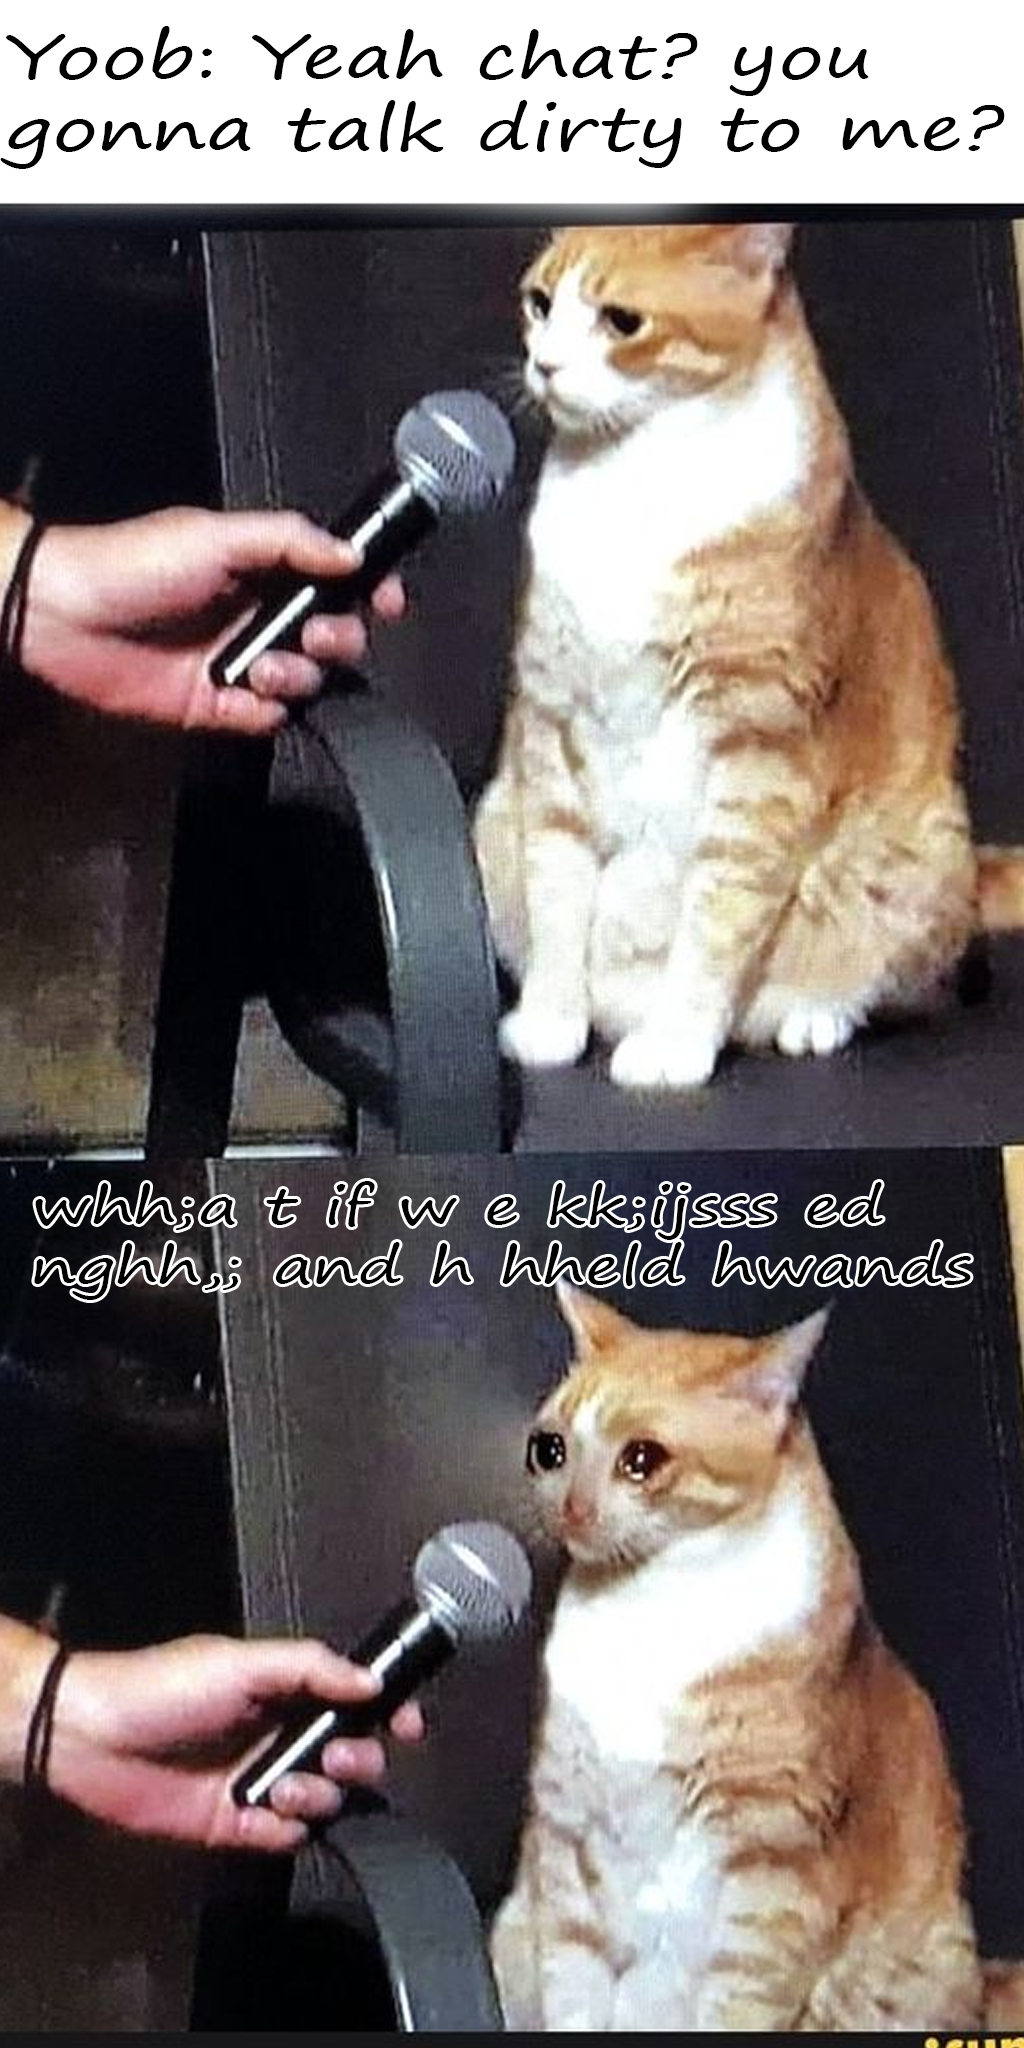 Yoob: Yeah chat? you
gonna talk dirty to me?
whh;a t if w e kk;ijsss ed
nghh,; and h hheld hwands